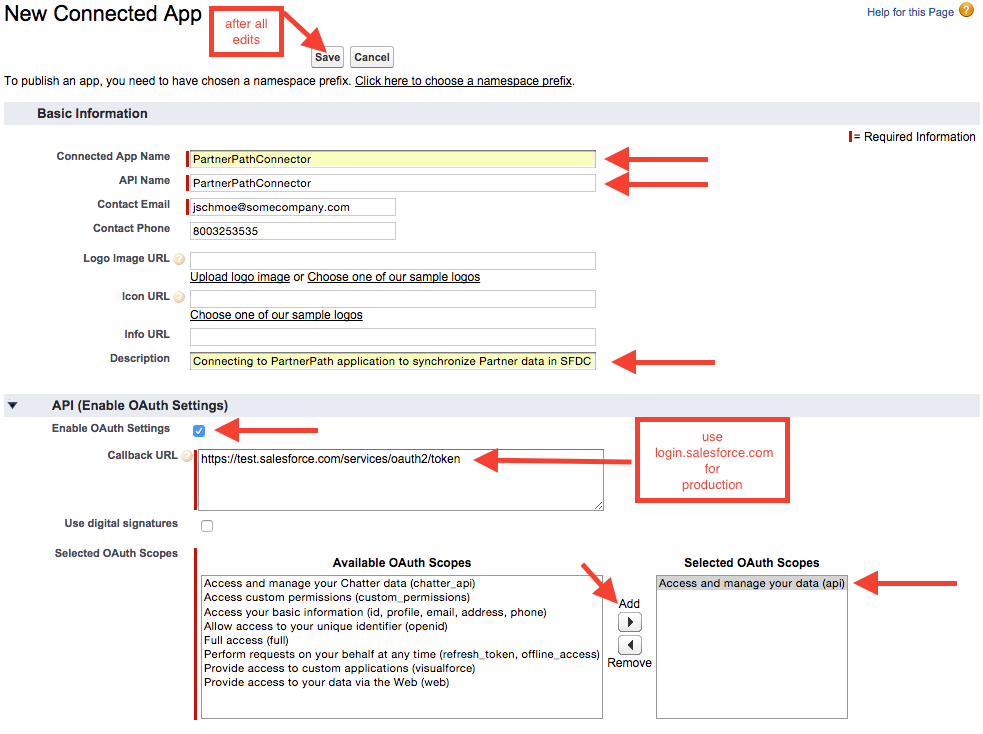 New Connected App
after all
edits
Help for this Page ?
Save Cancel
To publish an app, you need to have chosen a namespace prefix. Click here to choose a namespace prefix.
Basic Information
= Required Information
Connected App Name PartnerPathConnector
API Name PartnerPathConnector
Contact Email jschmoe@somecompany.com
Contact Phone 8003253535
Logo Image URL ?
Upload logo image or Choose one of our sample logos
Icon URL ?
Choose one of our sample logos
Info URL
Description Connecting to PartnerPath application to synchronize Partner data in SFDC
API (Enable OAuth Settings)
Enable OAuth Settings
Callback URL ? https://test.salesforce.com/services/oauth2/token
use
login.salesforce.com
for
production
Use digital signatures
Selected OAuth Scopes
Available OAuth Scopes
Access and manage your Chatter data (chatter_api)
Access custom permissions (custom_permissions)
Access your basic information (id, profile, email, address, phone)
Allow access to your unique identifier (openid)
Full access (full)
Perform requests on your behalf at any time (refresh_token, offline_access)
Provide access to custom applications (visualforce)
Provide access to your data via the Web (web)
Add
Remove
Selected OAuth Scopes
Access and manage your data (api)